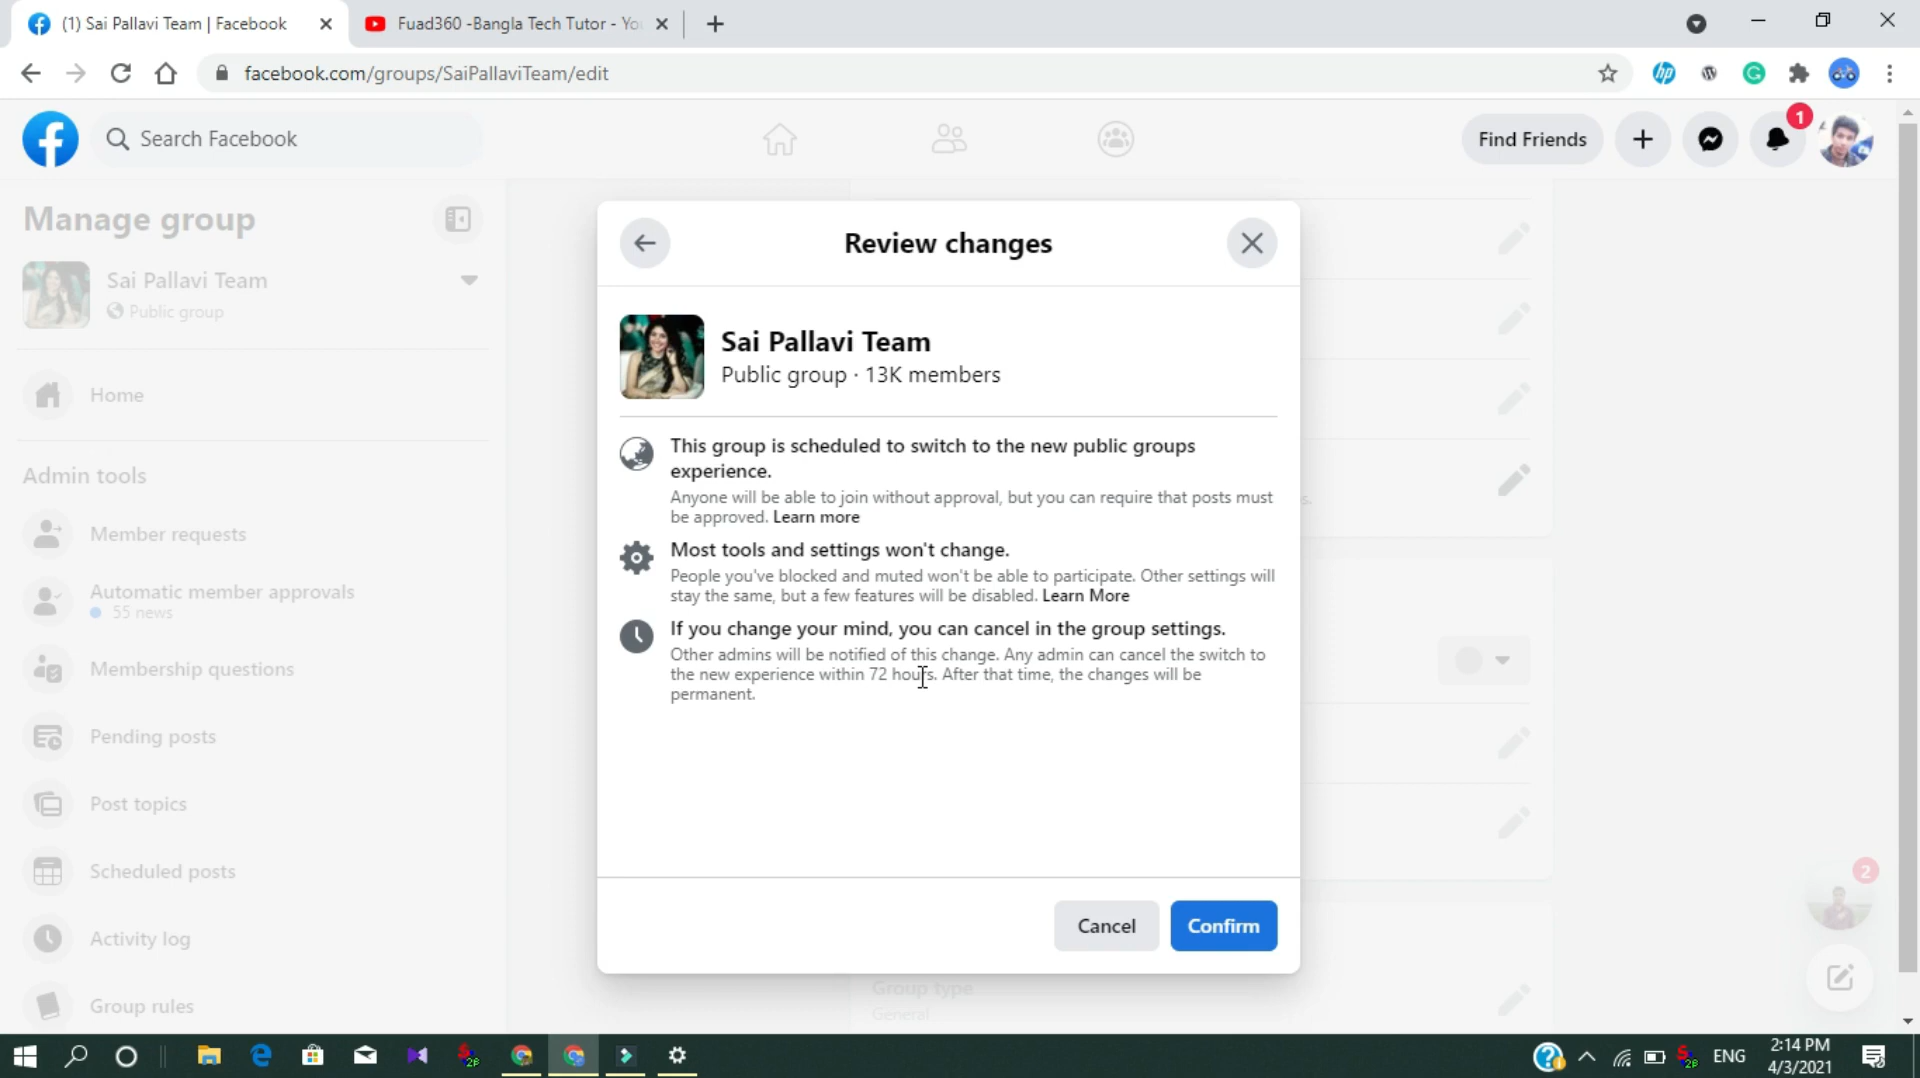 (1) Sai Pallavi Team | Facebook
Fuad360 -Bangla Tech Tutor - Yo
facebook.com/groups/SaiPallaviTeam/edit
Search Facebook
Find Friends
1
Manage group
Sai Pallavi Team
Public group
Home
Admin tools
Member requests
Automatic member approvals
55 news
Membership questions
Pending posts
Post topics
Scheduled posts
Activity log
Group rules
Review changes
Sai Pallavi Team
Public group · 13K members
This group is scheduled to switch to the new public groups
experience.
Anyone will be able to join without approval, but you can require that posts must
be approved. Learn more
Most tools and settings won't change.
People you've blocked and muted won't be able to participate. Other settings will
stay the same, but a few features will be disabled. Learn More
If you change your mind, you can cancel in the group settings.
Other admins will be notified of this change. Any admin can cancel the switch to
the new experience within 72 hours. After that time, the changes will be
permanent.
Cancel
Confirm
Group type
General
2
ENG
2:14 PM
4/3/2021